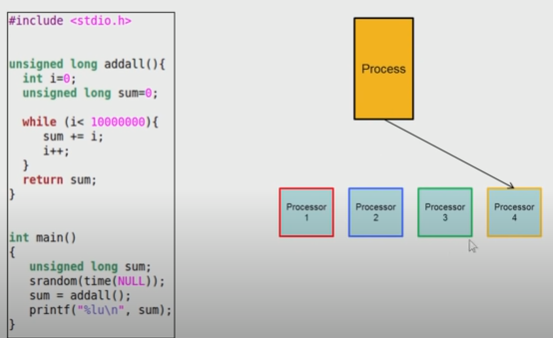 #include <stdio.h>
unsigned long addall(){
int i=0;
unsigned long sum=0;
while (i< 10000000){
sum += i;
i++;
}
return sum;
}
int main()
{
unsigned long sum;
srandom(time(NULL));
sum = addall();
printf("%lu\n", sum);
}
Process
Processor
1
Processor
2
Processor
3
Processor
4